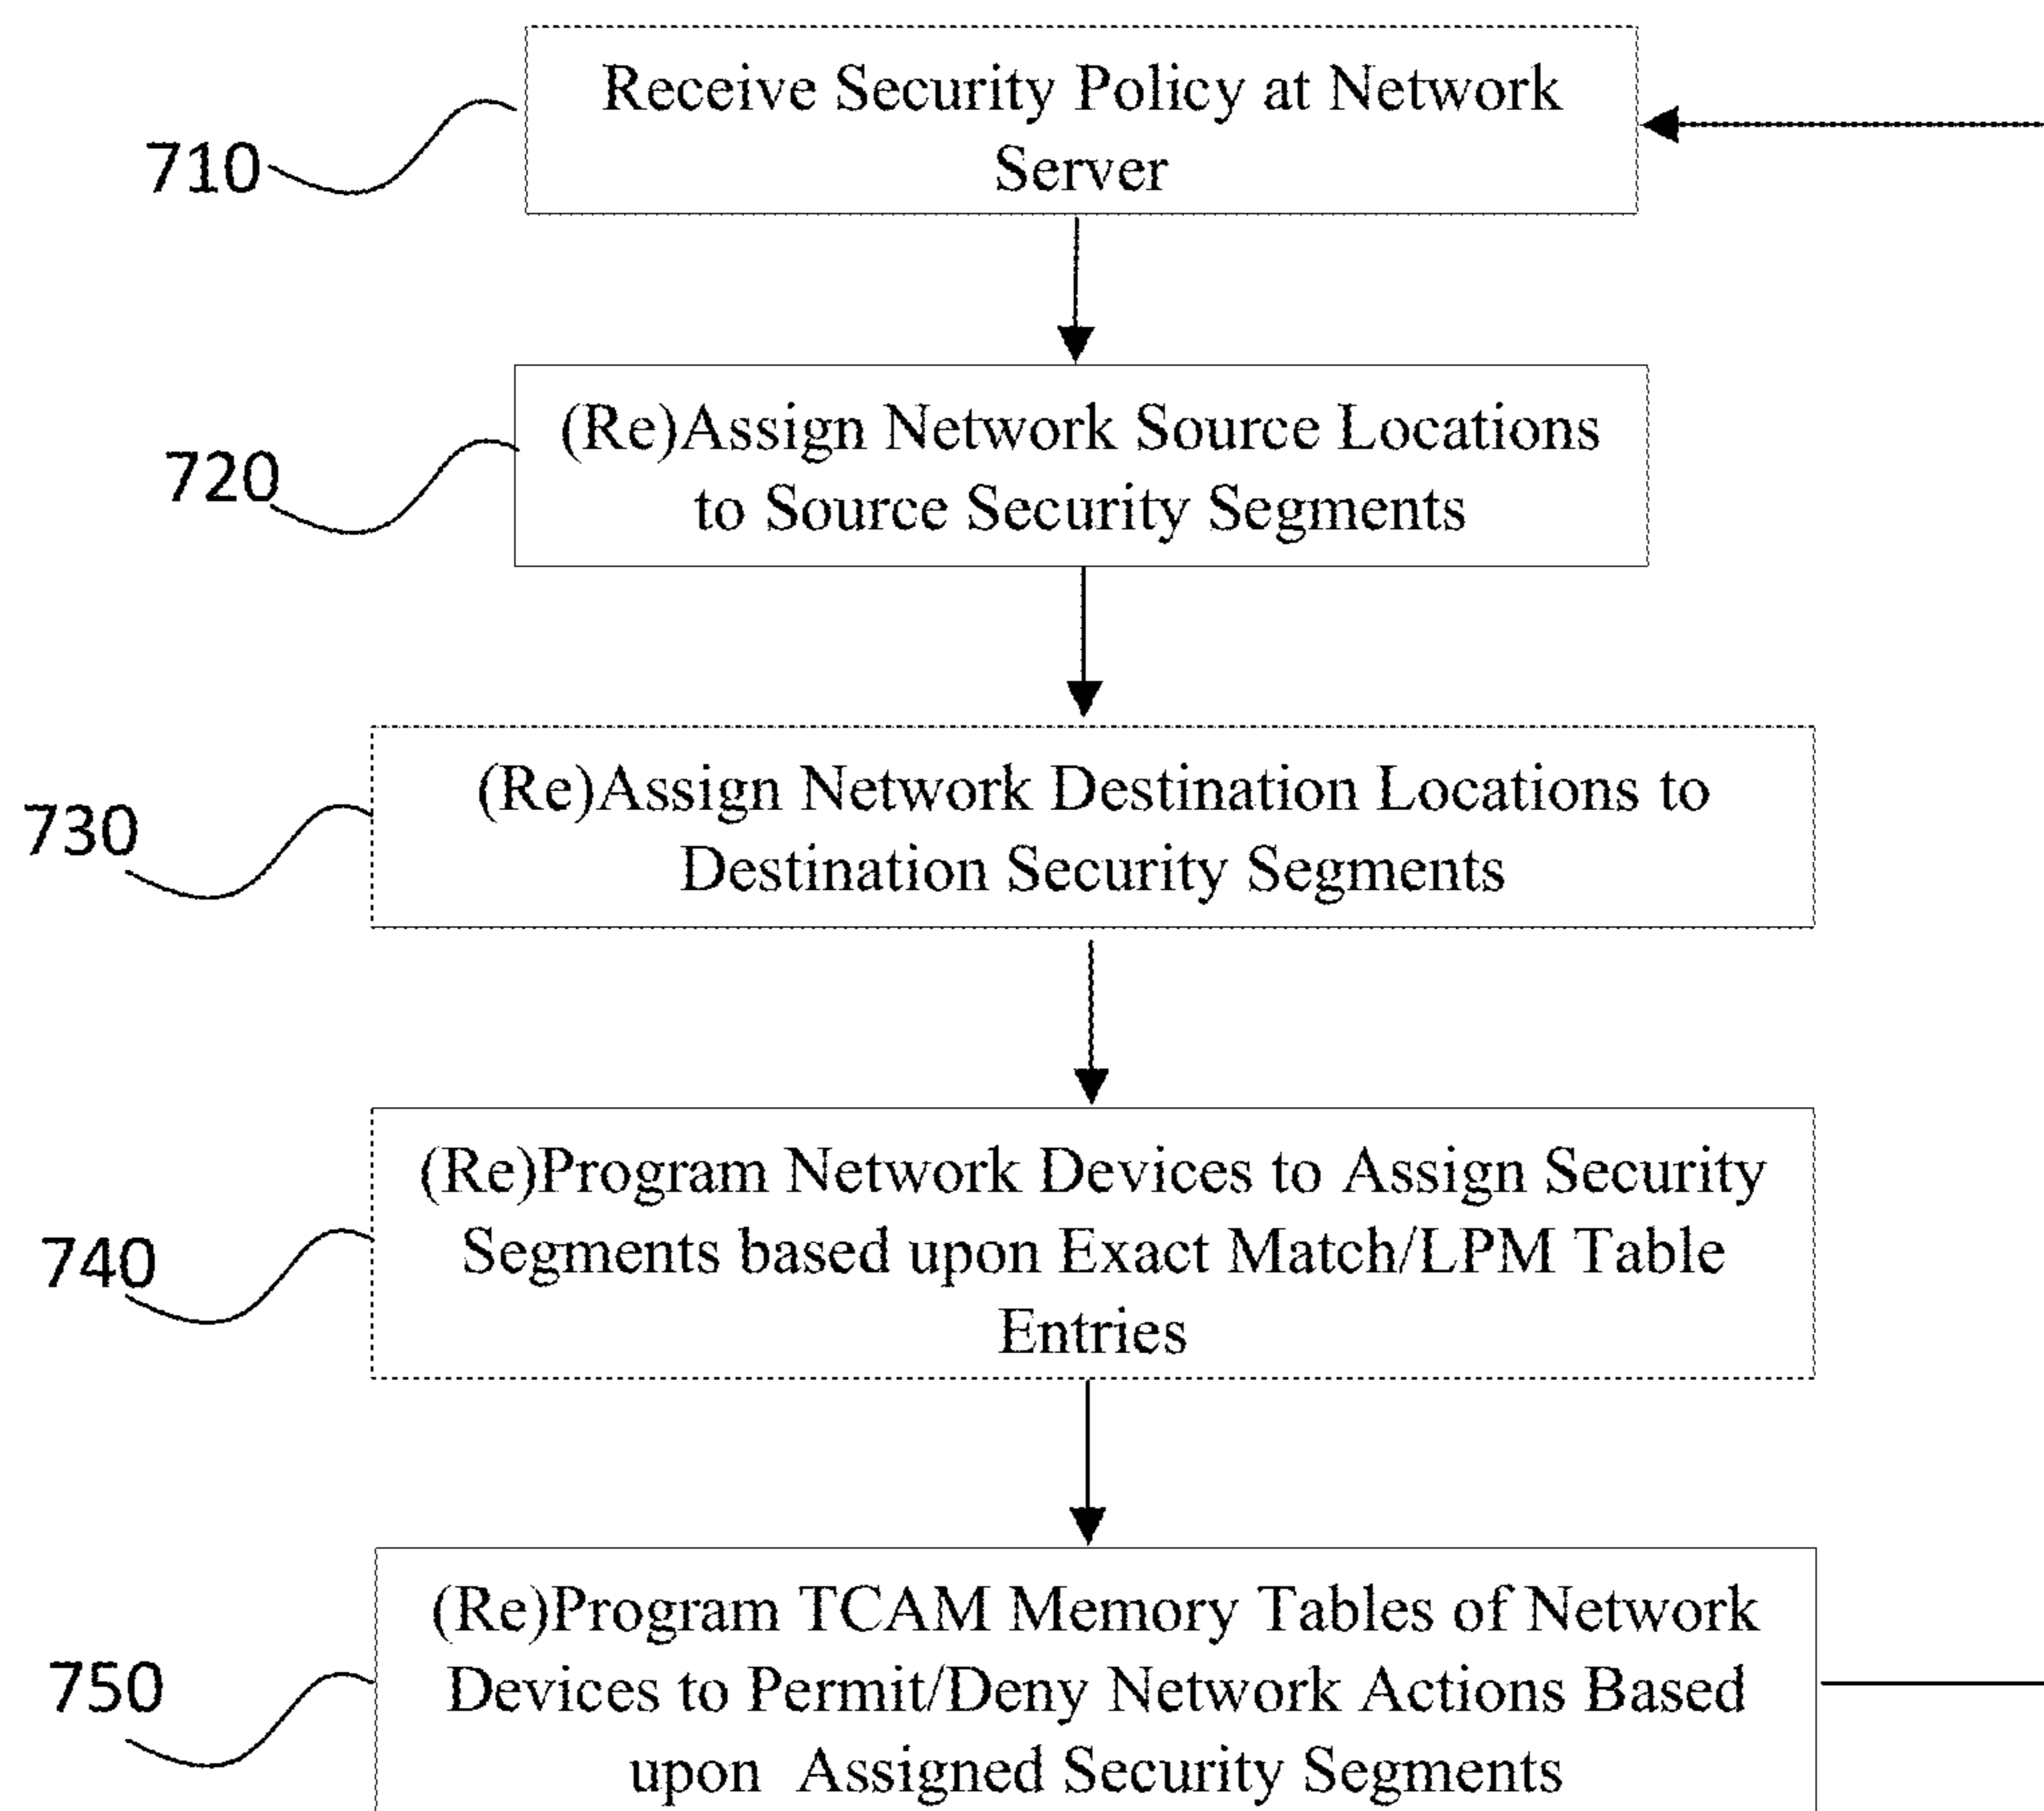 Receive Security Policy at Network
Server
710
(Re)Assign Network Source Locations
to Source Security Segments
720
(Re)Assign Network Destination Locations to
Destination Security Segments
730
(Re)Program Network Devices to Assign Security
Segments based upon Exact Match/LPM Table
Entries
740
(Re)Program TCAM Memory Tables of Network
Devices to Permit/Deny Network Actions Based
upon Assigned Security Segments
750